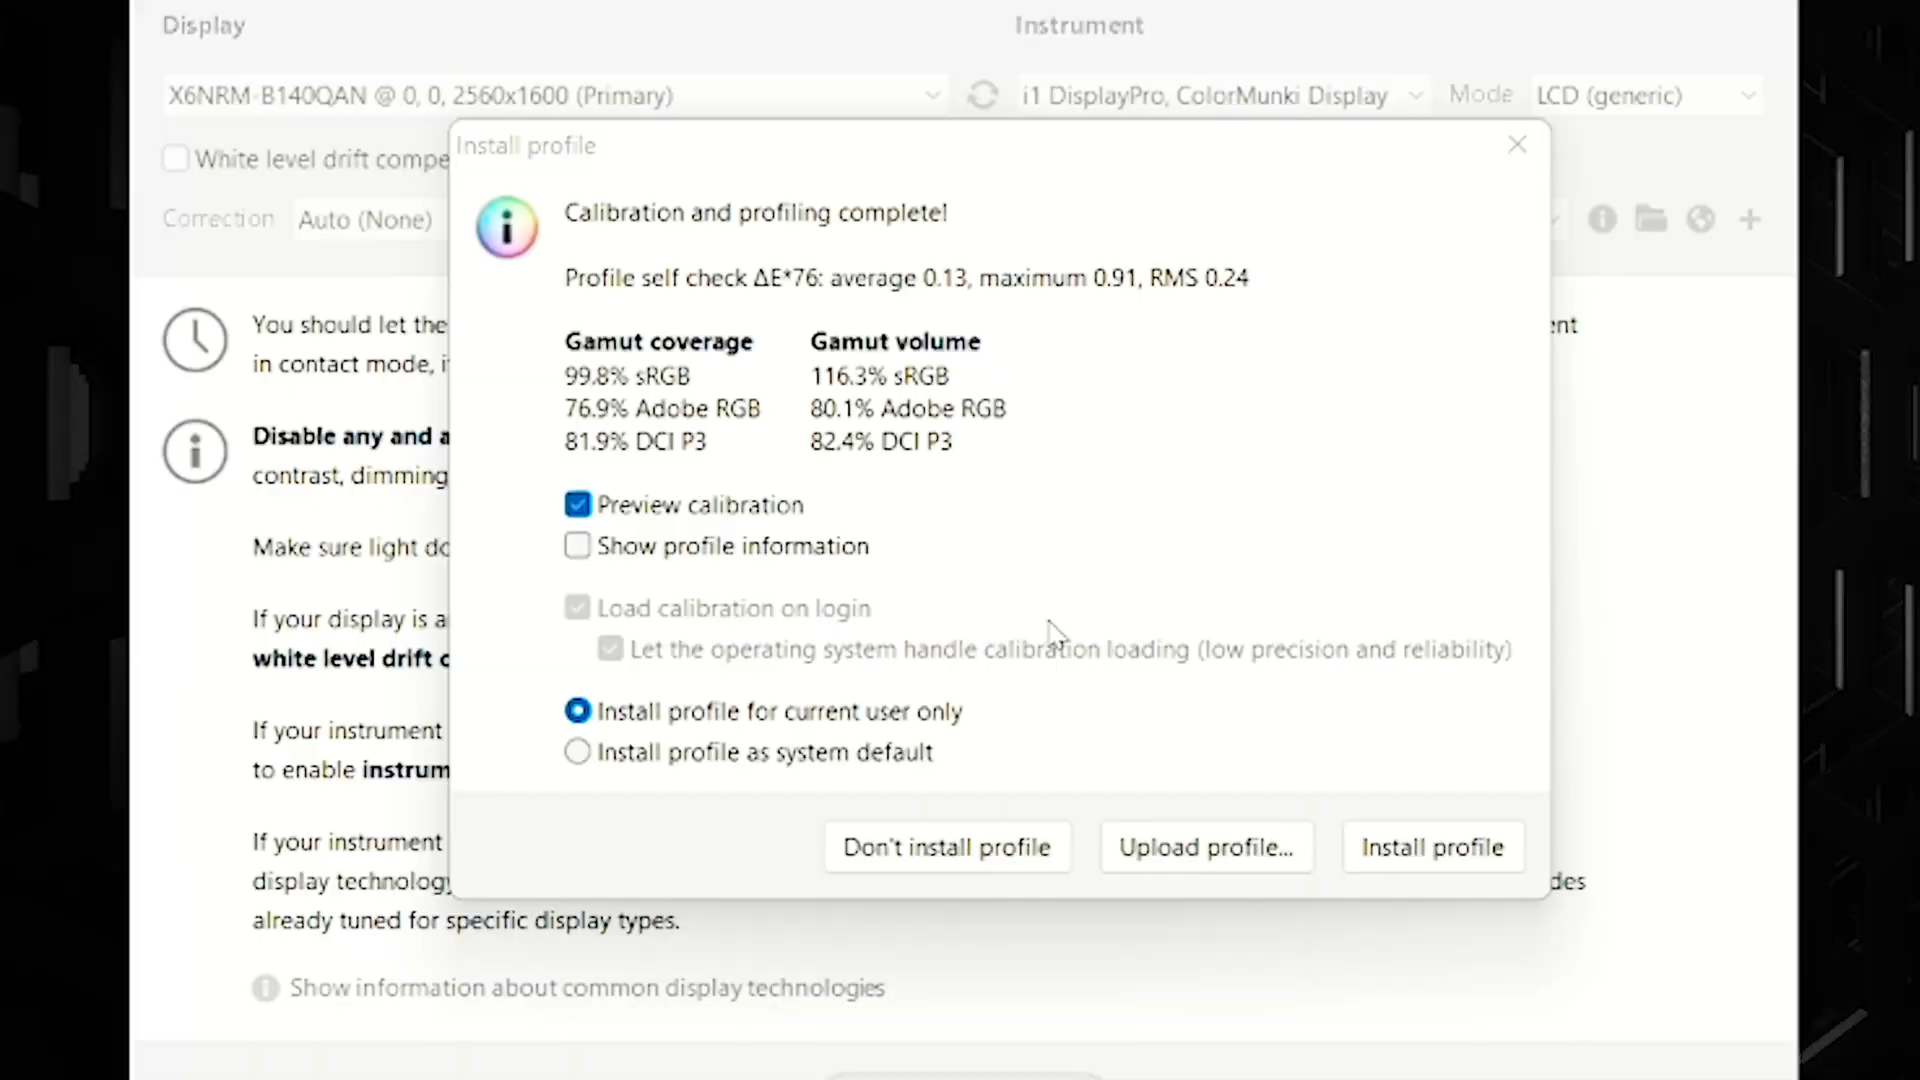 Display
Instrument
X6NRM-B140QAN @ 0, 0, 2560x1600 (Primary)
i1 DisplayPro, ColorMunki Display
Mode
LCD (generic)
White level drift compe
Correction
Auto (None)
Install profile
Calibration and profiling complete!
Profile self check ΔE*76: average 0.13, maximum 0.91, RMS 0.24
Gamut coverage
Gamut volume
99.8% sRGB
116.3% sRGB
76.9% Adobe RGB
80.1% Adobe RGB
81.9% DCI P3
82.4% DCI P3
Preview calibration
Show profile information
Load calibration on login
Let the operating system handle calibration loading (low precision and reliability)
Install profile for current user only
Install profile as system default
Don't install profile
Upload profile...
Install profile
You should let the
in contact mode, i
Disable any and a
contrast, dimming
Make sure light do
If your display is a
white level drift c
If your instrument
to enable instrum
If your instrument
display technology
already tuned for specific display types.
Show information about common display technologies